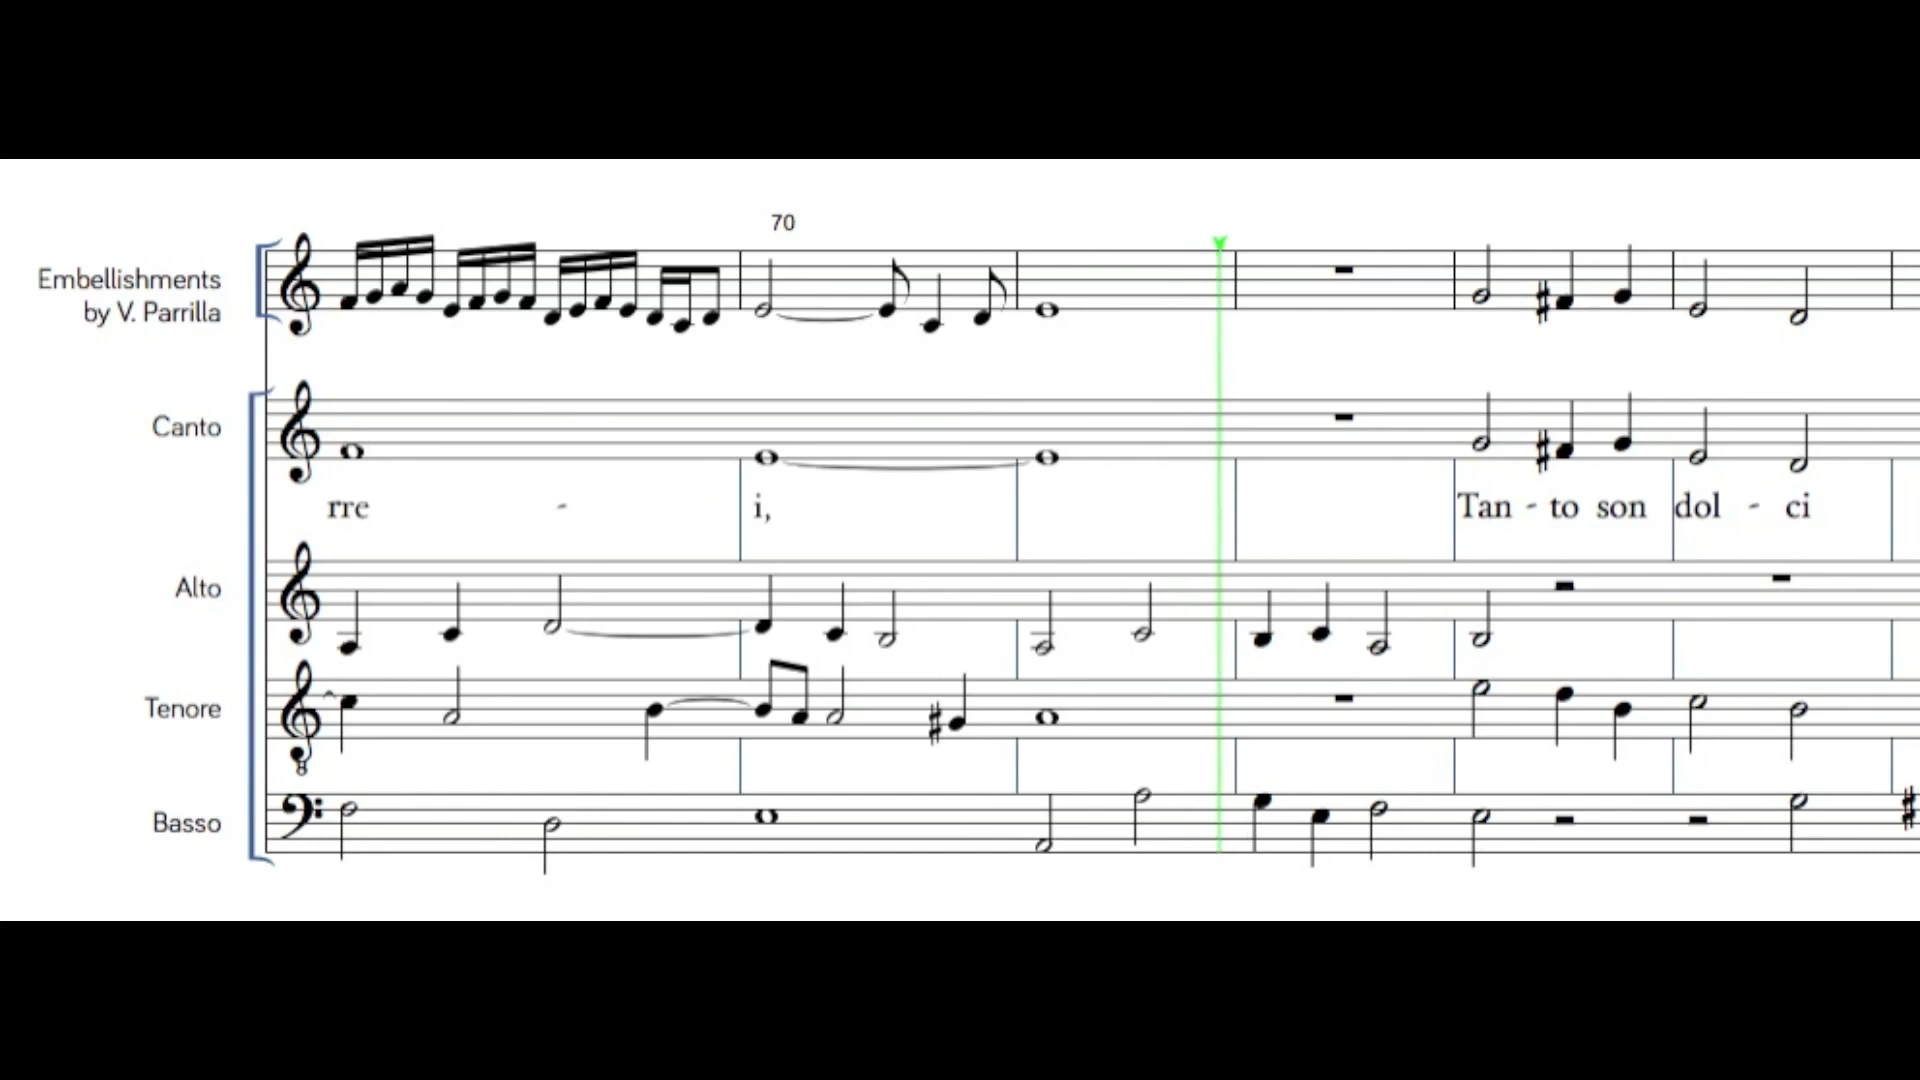 70
Embellishments
by V. Parrilla
Canto
rre - i,
Tan - to son dol - ci
Alto
Tenore
8
Basso